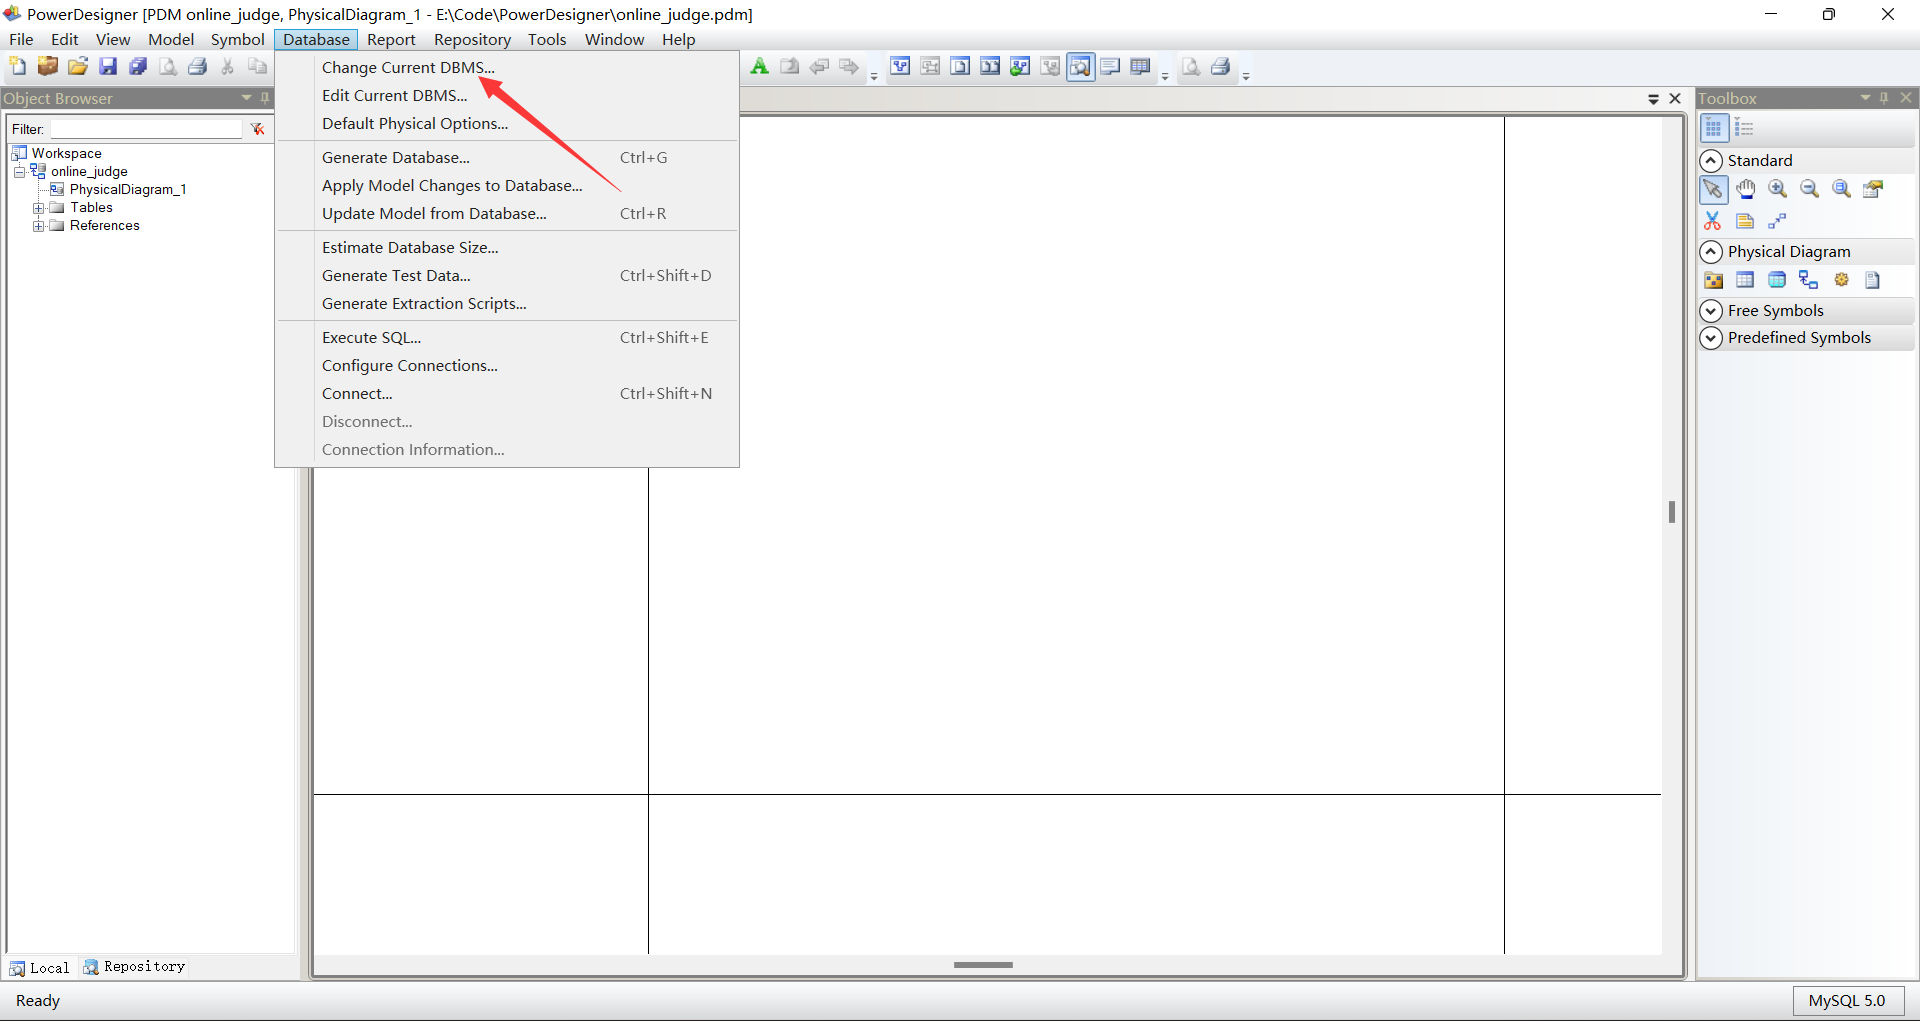 PowerDesigner [PDM online_judge, PhysicalDiagram_1 - E:\Code\PowerDesigner\online_judge.pdm]
File Edit View Model Symbol Database Report Repository Tools Window Help
Object Browser
Filter:
Workspace
online_judge
PhysicalDiagram_1
Tables
References
Local Repository
Change Current DBMS...
Edit Current DBMS...
Default Physical Options...
Generate Database... Ctrl+G
Apply Model Changes to Database...
Update Model from Database... Ctrl+R
Estimate Database Size...
Generate Test Data... Ctrl+Shift+D
Generate Extraction Scripts...
Execute SQL... Ctrl+Shift+E
Configure Connections...
Connect... Ctrl+Shift+N
Disconnect...
Connection Information...
Toolbox
Standard
Physical Diagram
Free Symbols
Predefined Symbols
Ready
MySQL 5.0